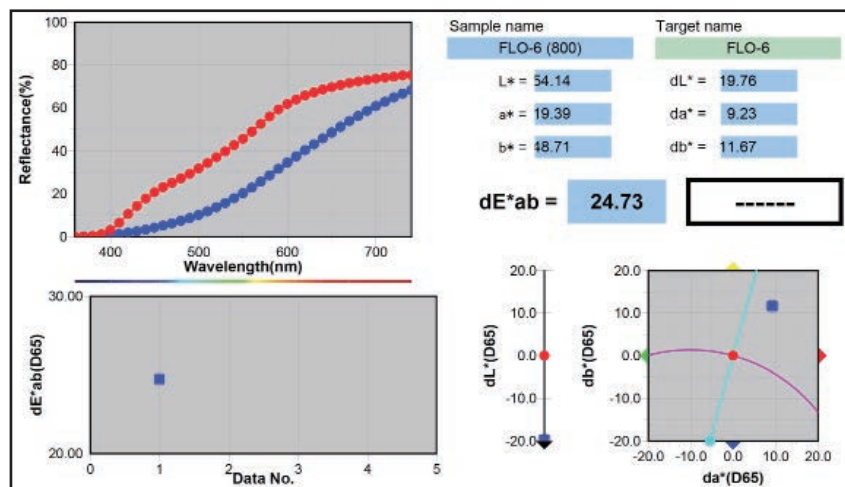 Sample name
Target name
FLO-6 (800)
FLO-6
L* = 54.14
dL* = 19.76
a* = 19.39
da* = 9.23
b* = 48.71
db* = 11.67
dE*ab = 24.73
------
100
80
60
40
20
0
Reflectance(%)
400 500 600 700
Wavelength(nm)
30.00
20.00
dE*ab(D65)
0 1 2 3 4 5
Data No.
20.0
10.0
0.0
-10.0
-20.0
dL*(D65)
20.0
10.0
0.0
-10.0
-20.0
db*(D65)
-20.0 -10.0 0.0 10.0 20.0
da*(D65)